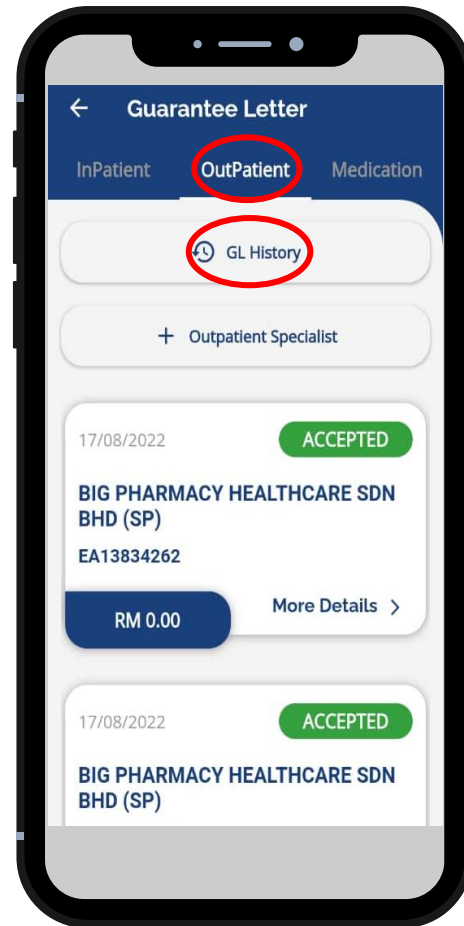 Guarantee Letter
InPatient OutPatient Medication
GL History
+ Outpatient Specialist
17/08/2022 ACCEPTED
BIG PHARMACY HEALTHCARE SDN
BHD (SP)
EA13834262
RM 0.00 More Details >
17/08/2022 ACCEPTED
BIG PHARMACY HEALTHCARE SDN
BHD (SP)